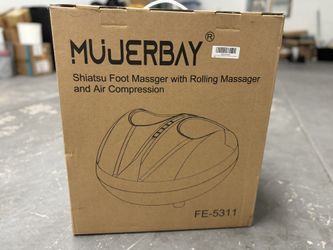 MUJERBAY®
Shiatsu Foot Massger with Rolling Massager
and Air Compression
FE-5311